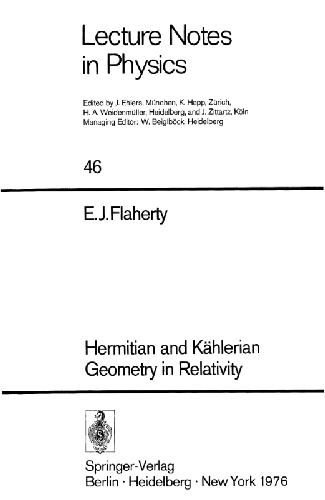 Lecture Notes
in Physics
Edited by J. Ehlers, München, K. Hepp, Zürich,
H. A. Weidenmüller, Heidelberg, and J. Zittartz, Köln
Managing Editor: W. Beiglböck, Heidelberg
46
E.J.Flaherty
Hermitian and Kählerian
Geometry in Relativity
Springer-Verlag
Berlin · Heidelberg · New York 1976